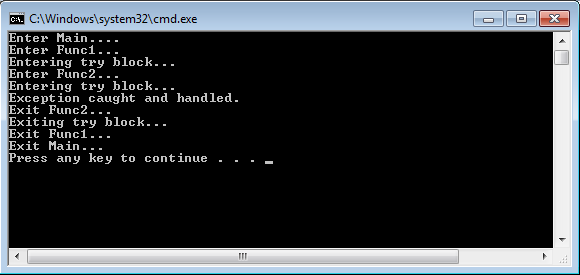 C:\Windows\system32\cmd.exe
Enter Main....
Enter Func1...
Entering try block...
Enter Func2...
Entering try block...
Exception caught and handled.
Exit Func2...
Exiting try block...
Exit Func1...
Exit Main...
Press any key to continue . . .